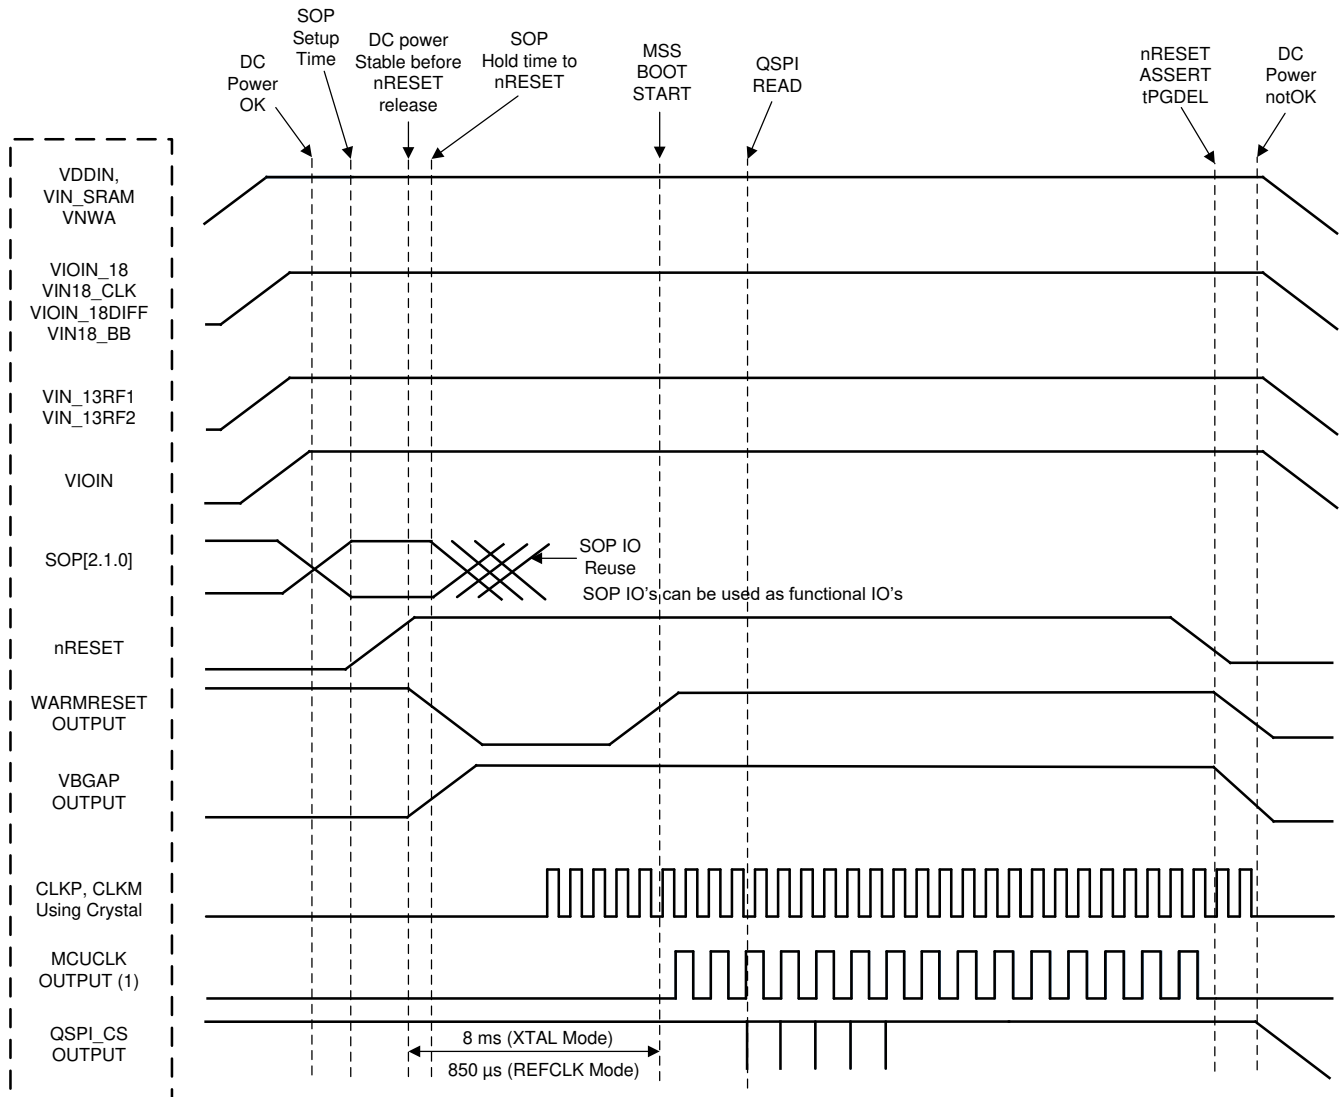 SOP
Setup
Time
DC
Power
OK
DC power
Stable before
nRESET
release
SOP
Hold time to
nRESET
MSS
BOOT
START
QSPI
READ
nRESET
ASSERT
tPGDEL
DC
Power
notOK
VDDIN,
VIN_SRAM
VNWA
VIOIN_18
VIN18_CLK
VIOIN_18DIFF
VIN18_BB
VIN_13RF1
VIN_13RF2
VIOIN
SOP[2.1.0]
SOP IO
Reuse
SOP IO's can be used as functional IO's
nRESET
WARMRESET
OUTPUT
VBGAP
OUTPUT
CLKP, CLKM
Using Crystal
MCUCLK
OUTPUT (1)
QSPI_CS
OUTPUT
8 ms (XTAL Mode)
850 µs (REFCLK Mode)